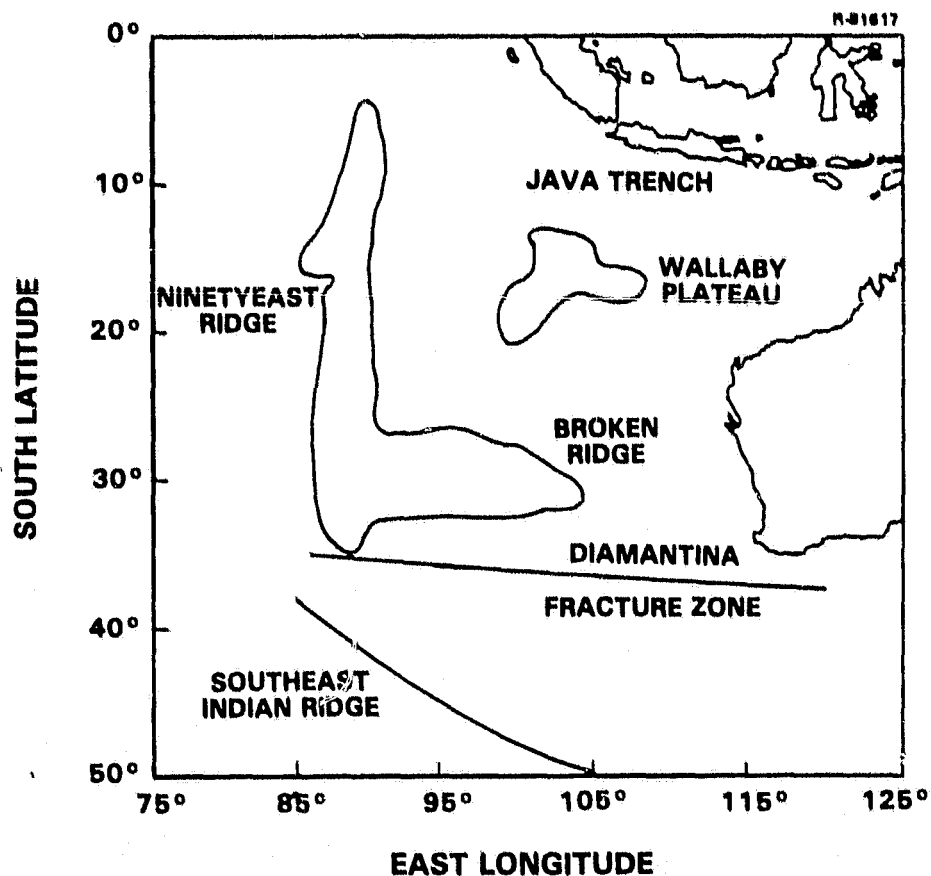 R-81617
0°
10°
20°
30°
40°
50°
SOUTH LATITUDE
JAVA TRENCH
WALLABY
PLATEAU
NINETYEAST
RIDGE
BROKEN
RIDGE
DIAMANTINA
FRACTURE ZONE
SOUTHEAST
INDIAN RIDGE
75° 85° 95° 105° 115° 125°
EAST LONGITUDE